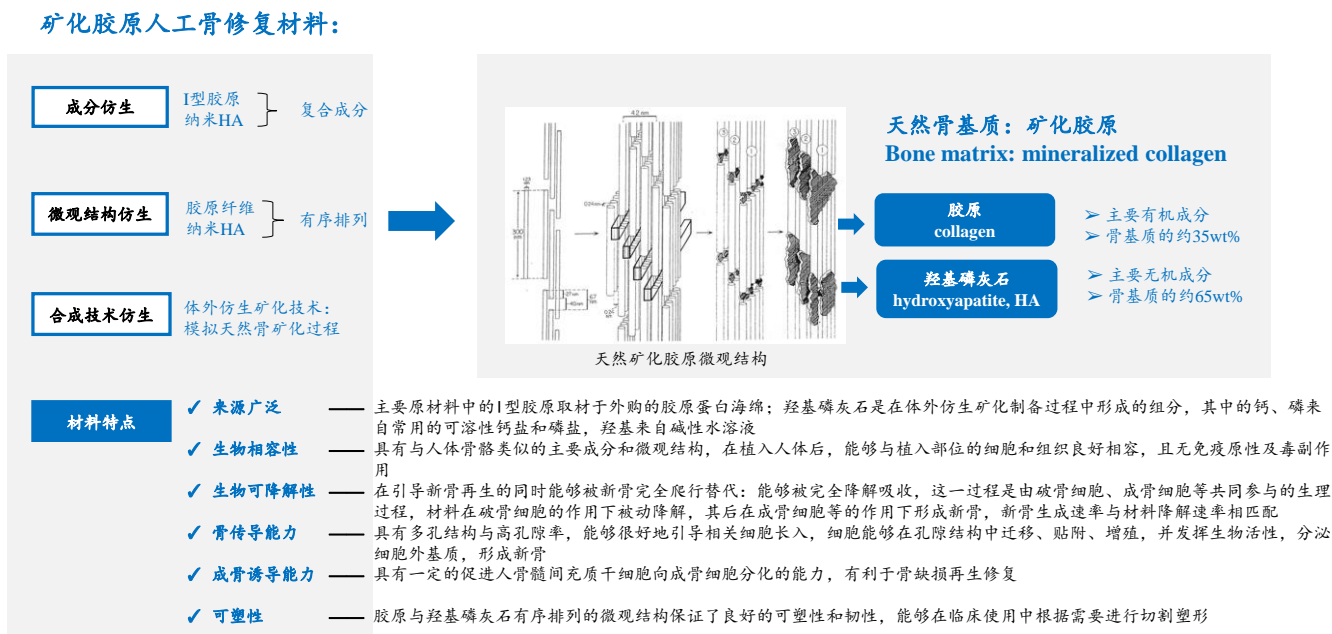 矿化胶原人工骨修复材料：
成分仿生
I型胶原
纳米HA
复合成分
微观结构仿生
胶原纤维
纳米HA
有序排列
合成技术仿生
体外仿生矿化技术：
模拟天然骨矿化过程
天然矿化胶原微观结构
天然骨基质：矿化胶原
Bone matrix: mineralized collagen
胶原
collagen
➢ 主要有机成分
➢ 骨基质的约35wt%
羟基磷灰石
hydroxyapatite, HA
➢ 主要无机成分
➢ 骨基质的约65wt%
材料特点
✓ 来源广泛
主要原材料中的I型胶原取材于外购的胶原蛋白海绵；羟基磷灰石是在体外仿生矿化制备过程中形成的组分，其中的钙、磷来
自常用的可溶性钙盐和磷盐，羟基来自碱性水溶液
✓ 生物相容性
具有与人体骨骼类似的主要成分和微观结构，在植入人体后，能够与植入部位的细胞和组织良好相容，且无免疫原性及毒副作
用
✓ 生物可降解性
在引导新骨再生的同时能够被新骨完全爬行替代：能够被完全降解吸收，这一过程是由破骨细胞、成骨细胞等共同参与的生理
过程，材料在破骨细胞的作用下被动降解，其后在成骨细胞等的作用下形成新骨，新骨生成速率与材料降解速率相匹配
✓ 骨传导能力
具有多孔结构与高孔隙率，能够很好地引导相关细胞长入，细胞能够在孔隙结构中迁移、贴附、增殖，并发挥生物活性，分泌
细胞外基质，形成新骨
✓ 成骨诱导能力
具有一定的促进人骨髓间充质干细胞向成骨细胞分化的能力，有利于骨缺损再生修复
✓ 可塑性
胶原与羟基磷灰石有序排列的微观结构保证了良好的可塑性和韧性，能够在临床使用中根据需要进行切割塑形